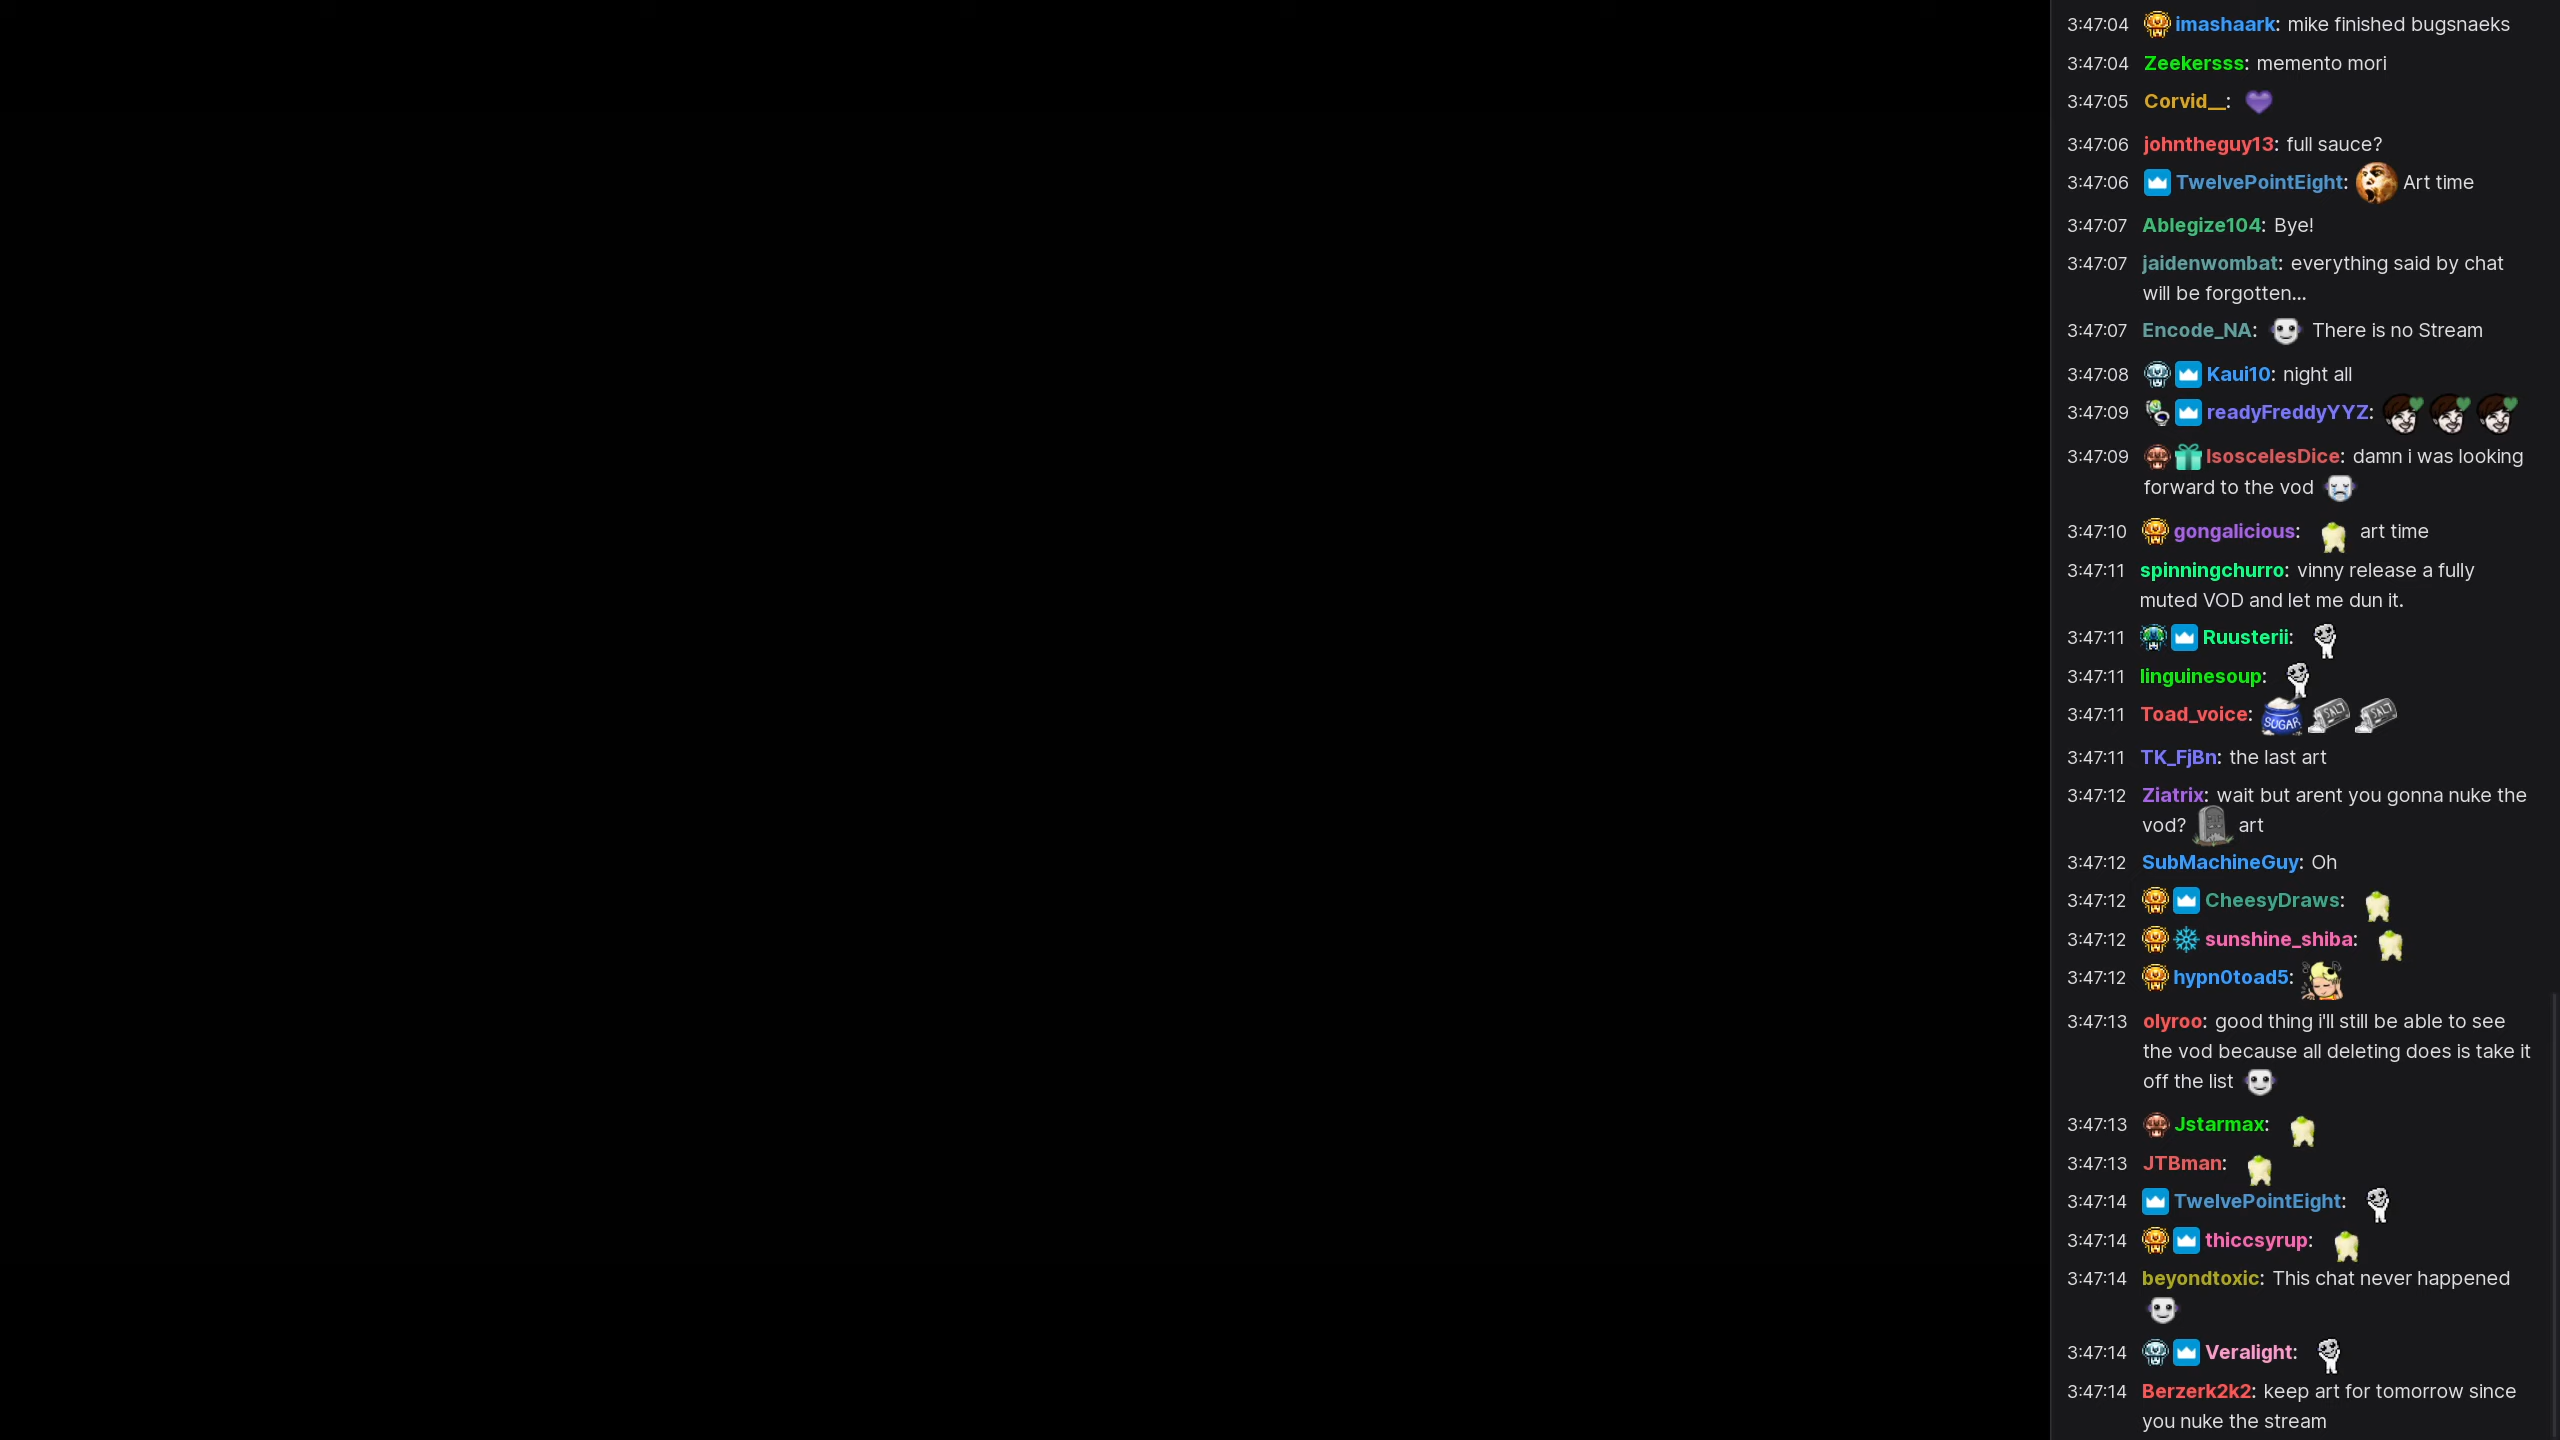 3:47:04 imashaark: mike finished bugsnaeks
3:47:04 Zeekersss: memento mori
3:47:05 Corvid__:
3:47:06 johntheguy13: full sauce?
3:47:06 TwelvePointEight: Art time
3:47:07 Ablegize104: Bye!
3:47:07 jaidenwombat: everything said by chat
will be forgotten...
3:47:07 Encode_NA: There is no Stream
3:47:08 Kaui10: night all
3:47:09 readyFreddyYYZ:
3:47:09 IsoscelesDice: damn i was looking
forward to the vod
3:47:10 gongalicious: art time
3:47:11 spinningchurro: vinny release a fully
muted VOD and let me dun it.
3:47:11 Ruusterii:
3:47:11 linguinesoup:
3:47:11 Toad_voice: SUGAR SALT SALT
3:47:11 TK_FjBn: the last art
3:47:12 Ziatrix: wait but arent you gonna nuke the
vod? art
3:47:12 SubMachineGuy: Oh
3:47:12 CheesyDraws:
3:47:12 sunshine_shiba:
3:47:12 hypn0toad5:
3:47:13 olyroo: good thing i'll still be able to see
the vod because all deleting does is take it
off the list
3:47:13 Jstarmax:
3:47:13 JTBman:
3:47:14 TwelvePointEight:
3:47:14 thiccsyrup:
3:47:14 beyondtoxic: This chat never happened
3:47:14 Veralight:
3:47:14 Berzerk2k2: keep art for tomorrow since
you nuke the stream